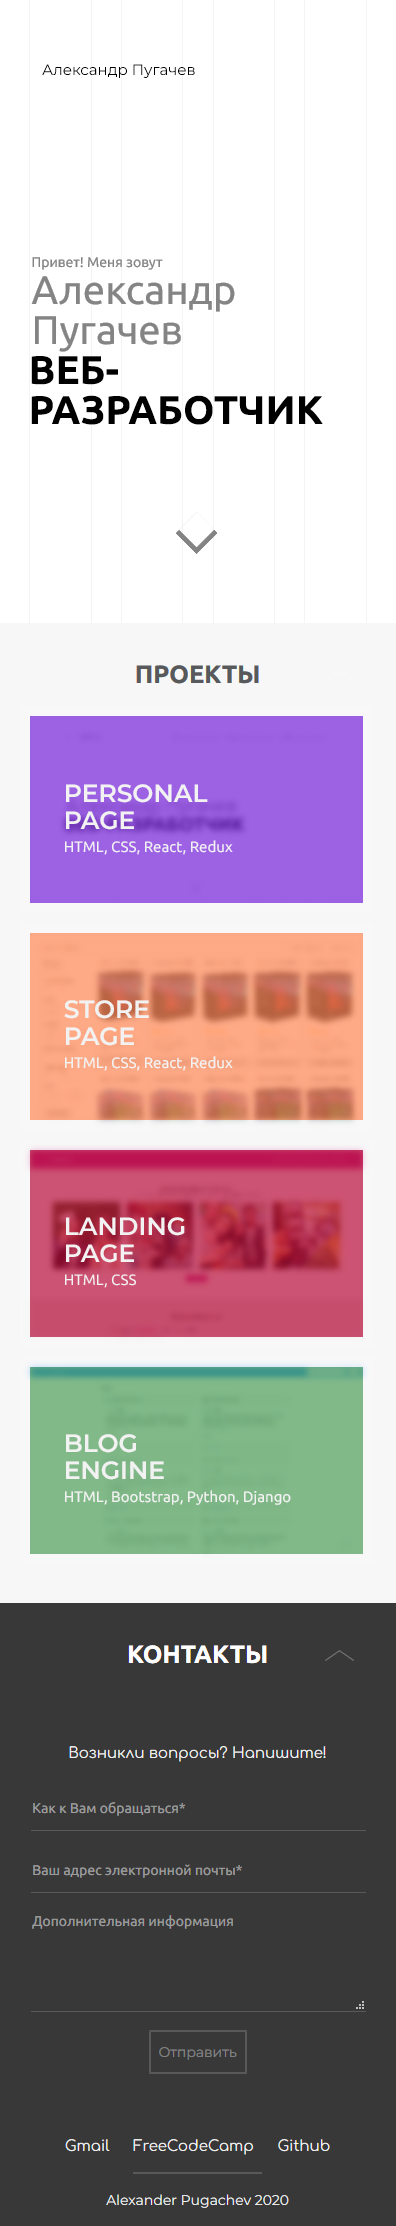 Александр Пугачев
Привет! Меня зовут
Александр
Пугачев
ВЕБ-
РАЗРАБОТЧИК
ПРОЕКТЫ
PERSONAL
PAGE
HTML, CSS, React, Redux
STORE
PAGE
HTML, CSS, React, Redux
LANDING
PAGE
HTML, CSS
BLOG
ENGINE
HTML, Bootstrap, Python, Django
КОНТАКТЫ
Возникли вопросы? Напишите!
Как к Вам обращаться*
Ваш адрес электронной почты*
Дополнительная информация
Отправить
Gmail FreeCodeCamp Github
Alexander Pugachev 2020